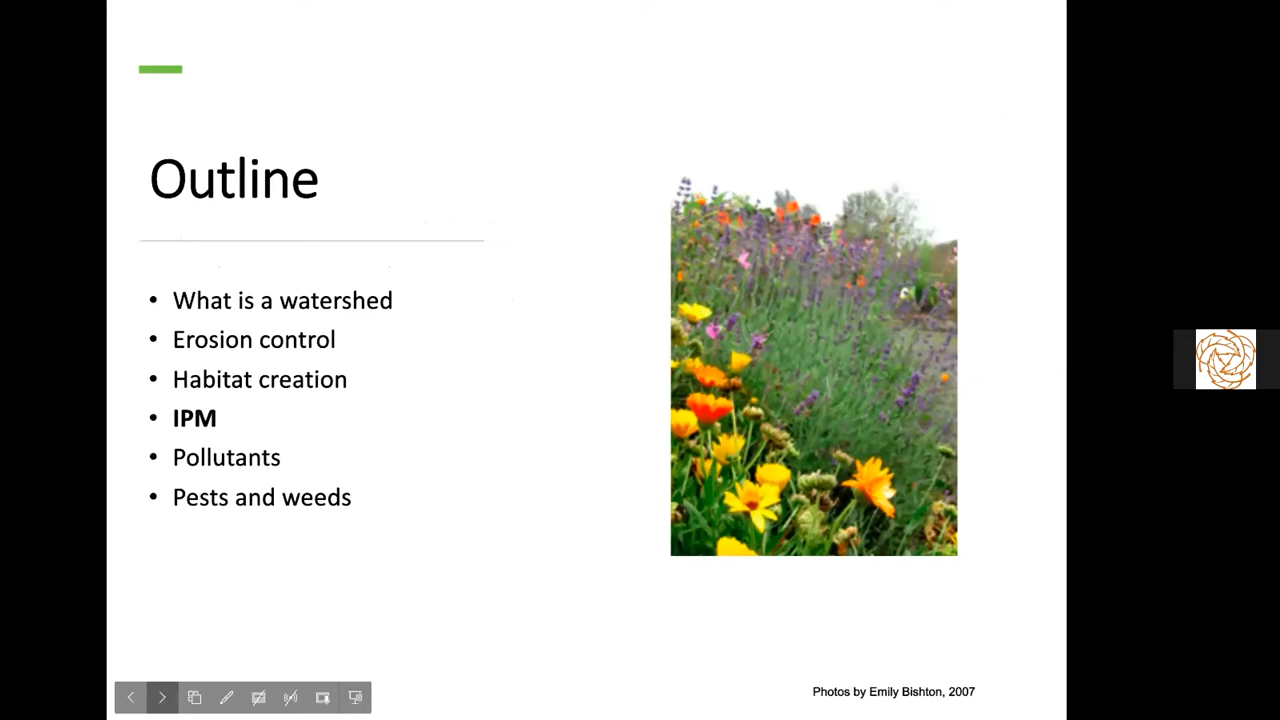 Outline
• What is a watershed
• Erosion control
• Habitat creation
• IPM
• Pollutants
• Pests and weeds
Photos by Emily Bishton, 2007